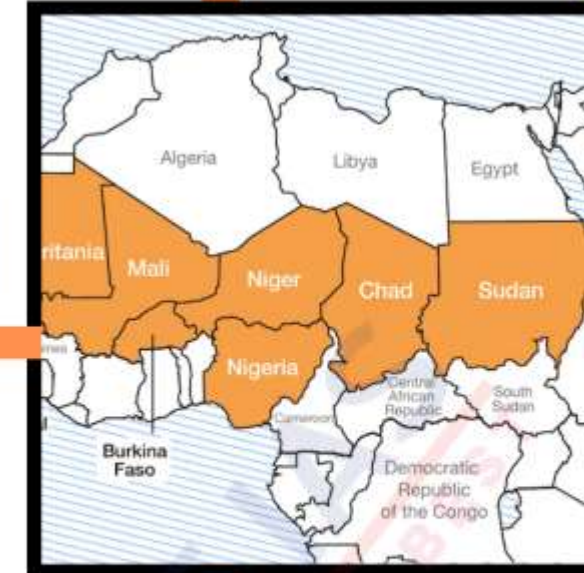 Algeria
Libya
Egypt
ritania
Mali
Niger
Chad
Sudan
Nigeria
Central
African
Republic
South
Sudan
Cameroon
Burkina
Faso
Democratic
Republic
of the Congo